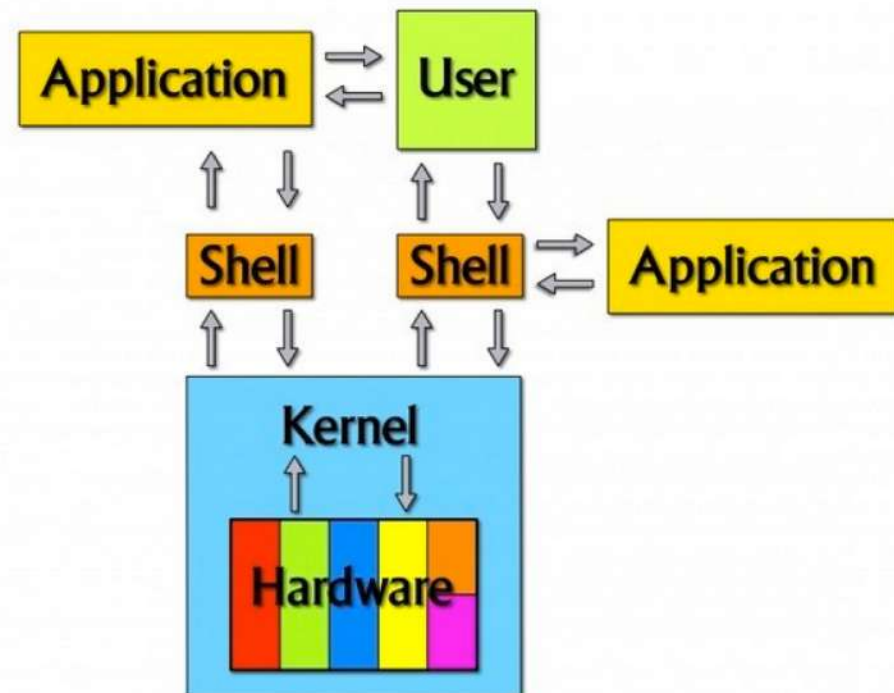 Application
User
Shell
Shell
Application
Kernel
Hardware